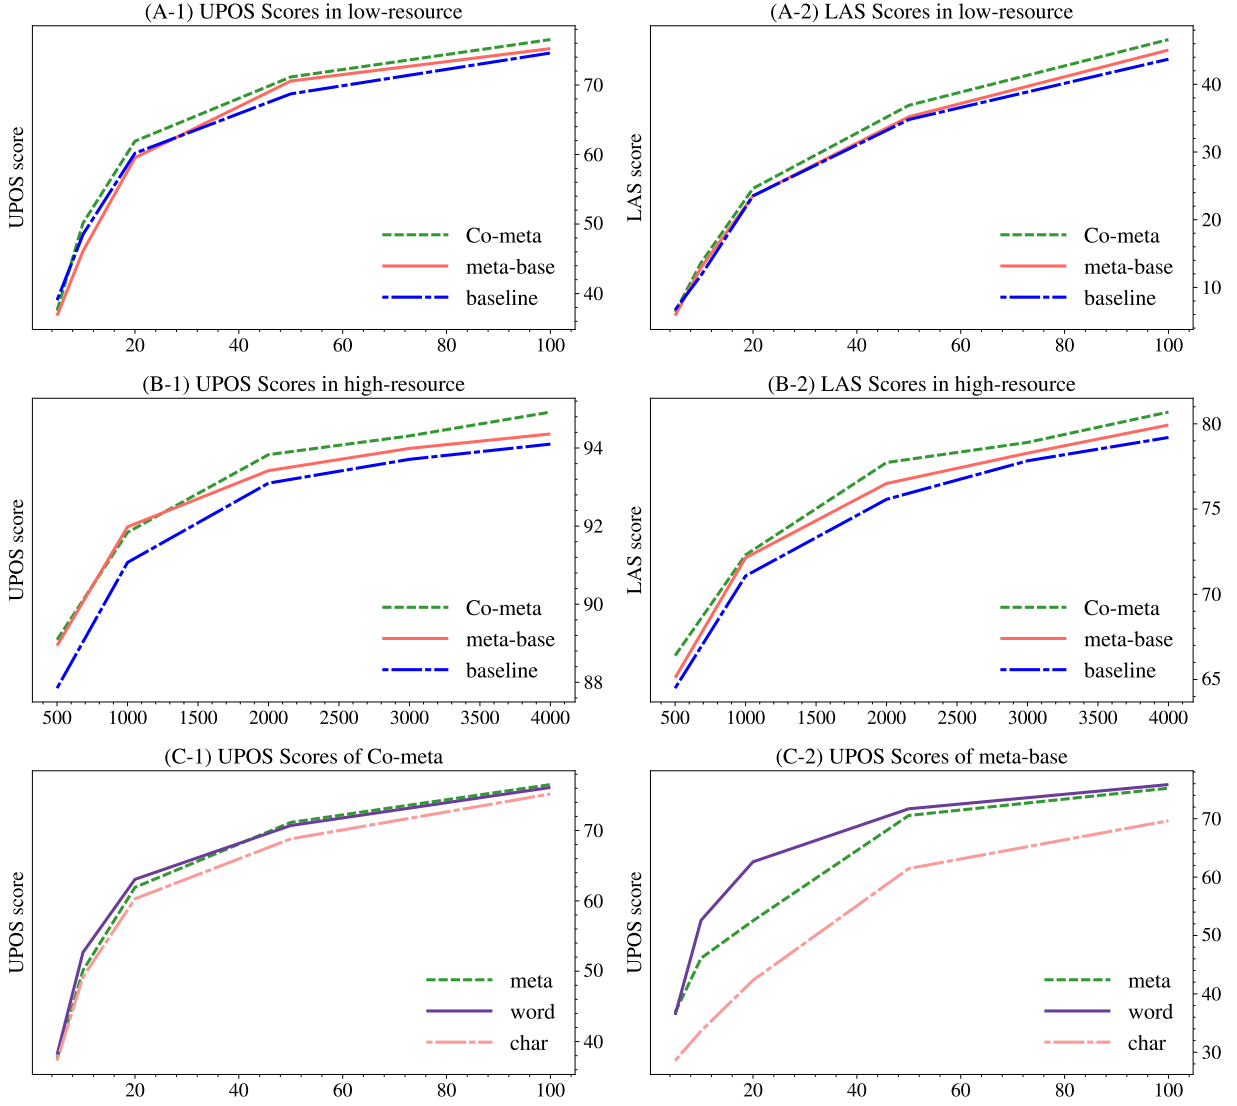 (A-1) UPOS Scores in low-resource
UPOS score
70
60
50
40
Co-meta
meta-base
baseline
20 40 60 80 100
(A-2) LAS Scores in low-resource
LAS score
40
30
20
10
Co-meta
meta-base
baseline
20 40 60 80 100
(B-1) UPOS Scores in high-resource
UPOS score
94
92
90
88
Co-meta
meta-base
baseline
500 1000 1500 2000 2500 3000 3500 4000
(B-2) LAS Scores in high-resource
LAS score
80
75
70
65
Co-meta
meta-base
baseline
500 1000 1500 2000 2500 3000 3500 4000
(C-1) UPOS Scores of Co-meta
UPOS score
70
60
50
40
meta
word
char
20 40 60 80 100
(C-2) UPOS Scores of meta-base
UPOS score
70
60
50
40
30
meta
word
char
20 40 60 80 100